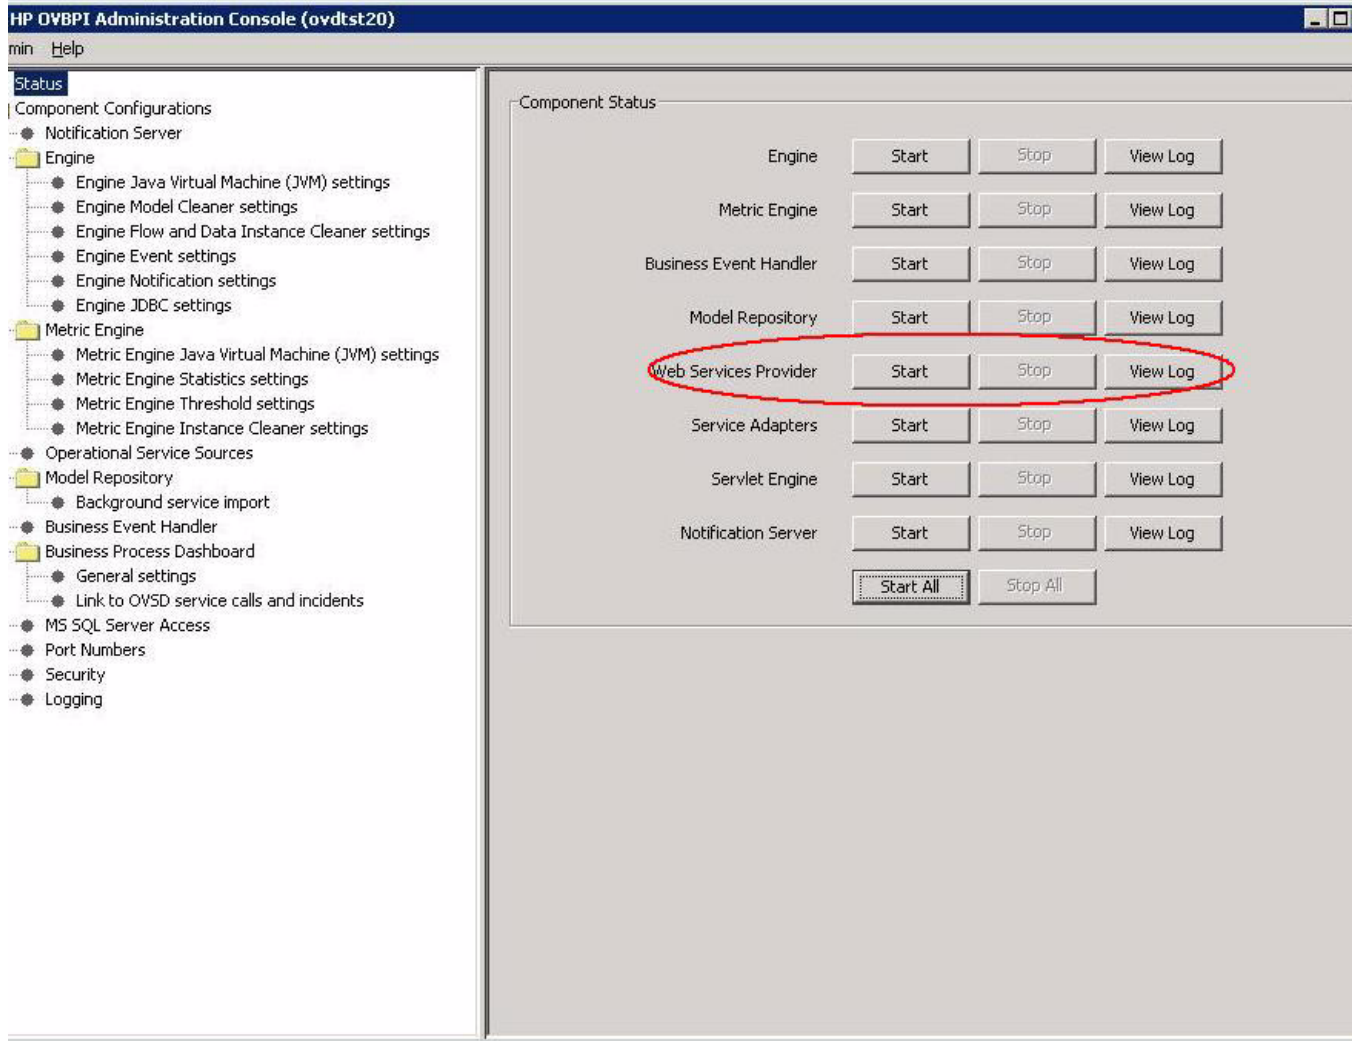 HP OVBPI Administration Console (ovdtst20)
min Help
Status
Component Configurations
Notification Server
Engine
Engine Java Virtual Machine (JVM) settings
Engine Model Cleaner settings
Engine Flow and Data Instance Cleaner settings
Engine Event settings
Engine Notification settings
Engine JDBC settings
Metric Engine
Metric Engine Java Virtual Machine (JVM) settings
Metric Engine Statistics settings
Metric Engine Threshold settings
Metric Engine Instance Cleaner settings
Operational Service Sources
Model Repository
Background service import
Business Event Handler
Business Process Dashboard
General settings
Link to OVSD service calls and incidents
MS SQL Server Access
Port Numbers
Security
Logging
Component Status
Engine Start Stop View Log
Metric Engine Start Stop View Log
Business Event Handler Start Stop View Log
Model Repository Start Stop View Log
Web Services Provider Start Stop View Log
Service Adapters Start Stop View Log
Servlet Engine Start Stop View Log
Notification Server Start Stop View Log
Start All Stop All